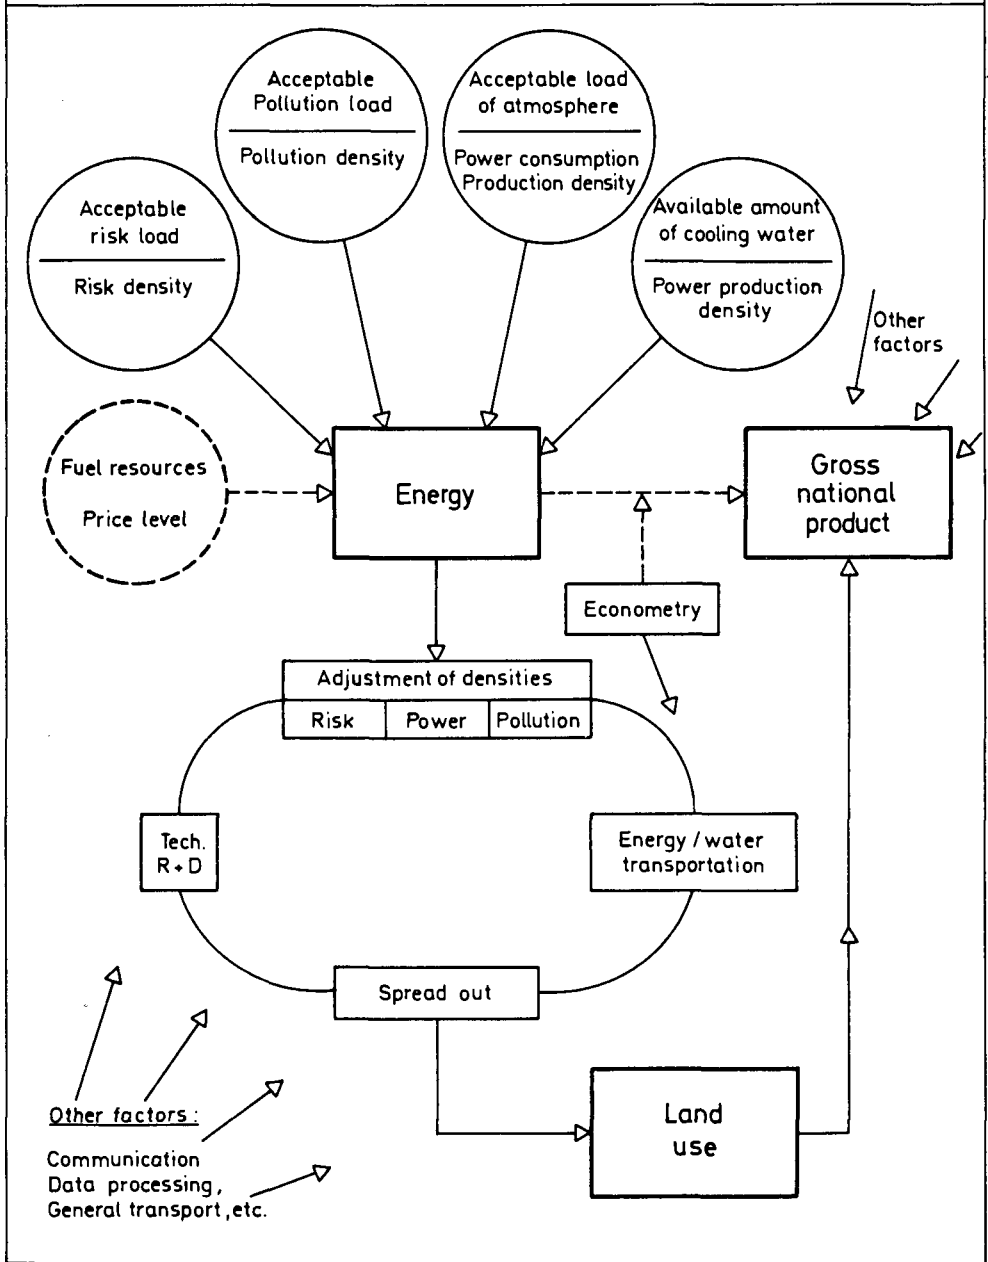 Acceptable
Pollution load
Pollution density
Acceptable load
of atmosphere
Power consumption
Production density
Acceptable
risk load
Risk density
Available amount
of cooling water
Power production
density
Other
factors
Fuel resources
Price level
Energy
Gross
national
product
Econometry
Adjustment of densities
Risk
Power
Pollution
Tech.
R+D
Energy / water
transportation
Spread out
Land
use
Other factors :
Communication
Data processing,
General transport, etc.